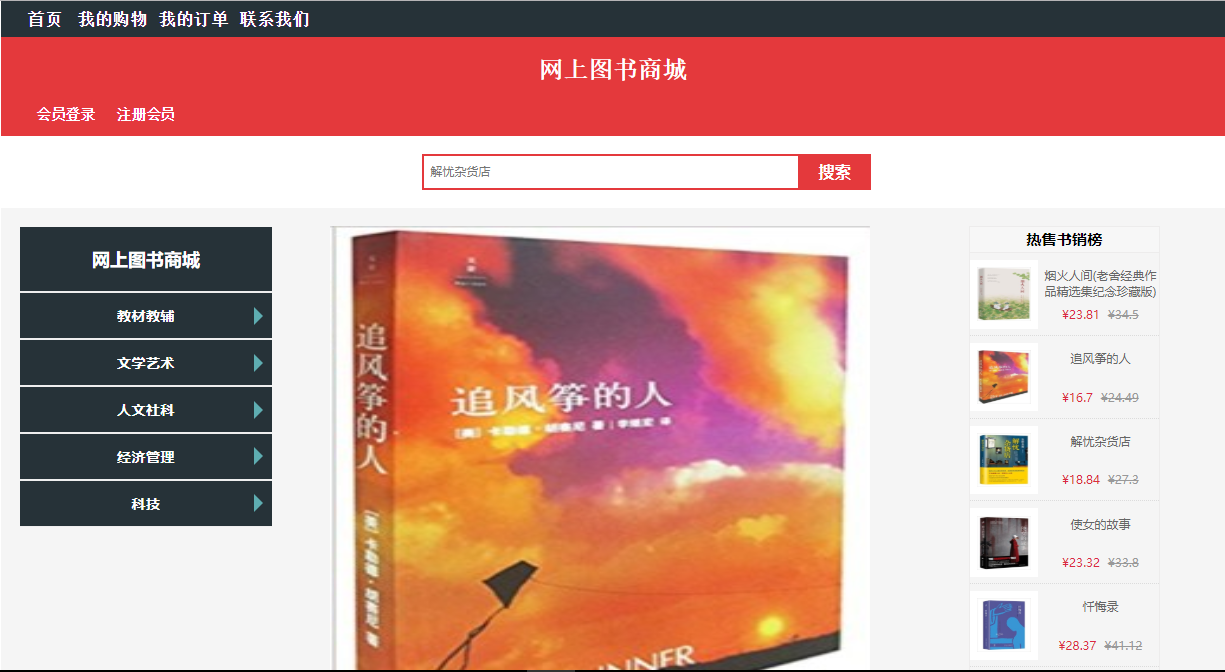 首页 我的购物 我的订单 联系我们
网上图书商城
会员登录 注册会员
解忧杂货店 搜索
网上图书商城
教材教辅
文学艺术
人文社科
经济管理
科技
追风筝的人
追风筝的人
[美] 卡勒德·胡赛尼 著 | 李继宏 译
[美] 卡勒德·胡赛尼 著
UNNER
热售书销榜
烟火人间(老舍经典作
品精选集纪念珍藏版)
¥23.81 ¥34.5
追风筝的人
¥16.7 ¥24.49
解忧杂货店
¥18.84 ¥27.3
使女的故事
¥23.32 ¥33.8
忏悔录
¥28.37 ¥41.12